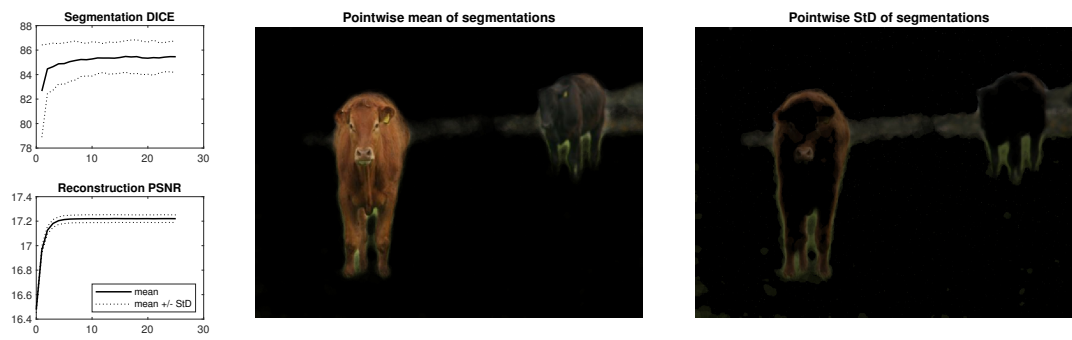 Segmentation DICE
88
86
84
82
80
78
0 10 20 30
Reconstruction PSNR
17.4
17.2
17
16.8
16.6
16.4
0 10 20 30
mean
mean +/- StD
Pointwise mean of segmentations
Pointwise StD of segmentations